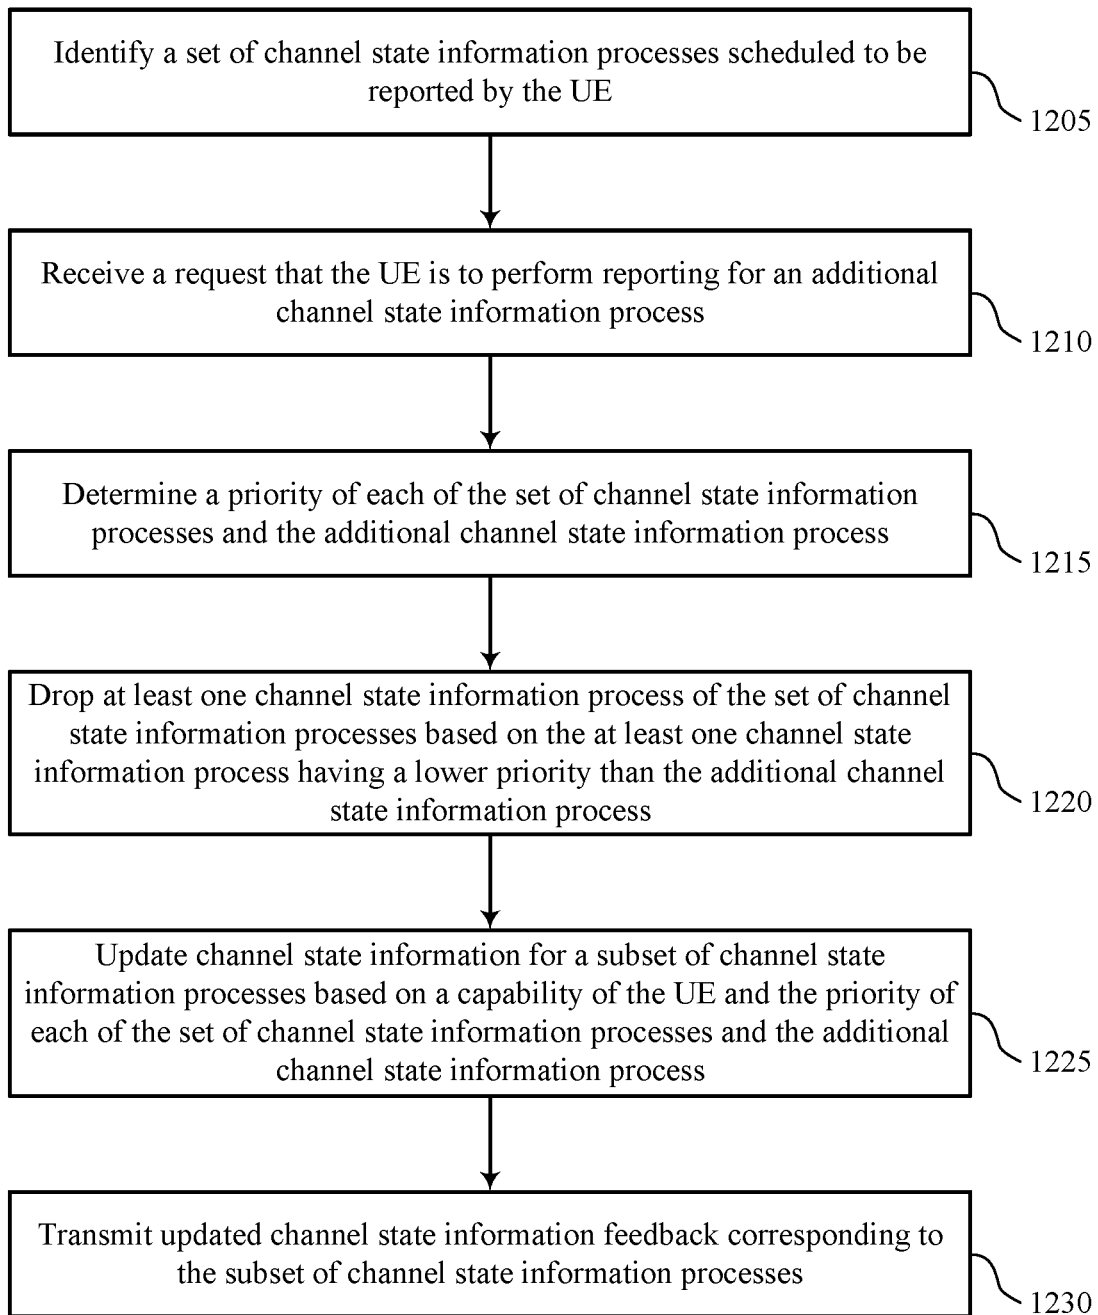 Identify a set of channel state information processes scheduled to be
reported by the UE
1205
Receive a request that the UE is to perform reporting for an additional
channel state information process
1210
Determine a priority of each of the set of channel state information
processes and the additional channel state information process
1215
Drop at least one channel state information process of the set of channel
state information processes based on the at least one channel state
information process having a lower priority than the additional channel
state information process
1220
Update channel state information for a subset of channel state
information processes based on a capability of the UE and the priority of
each of the set of channel state information processes and the additional
channel state information process
1225
Transmit updated channel state information feedback corresponding to
the subset of channel state information processes
1230